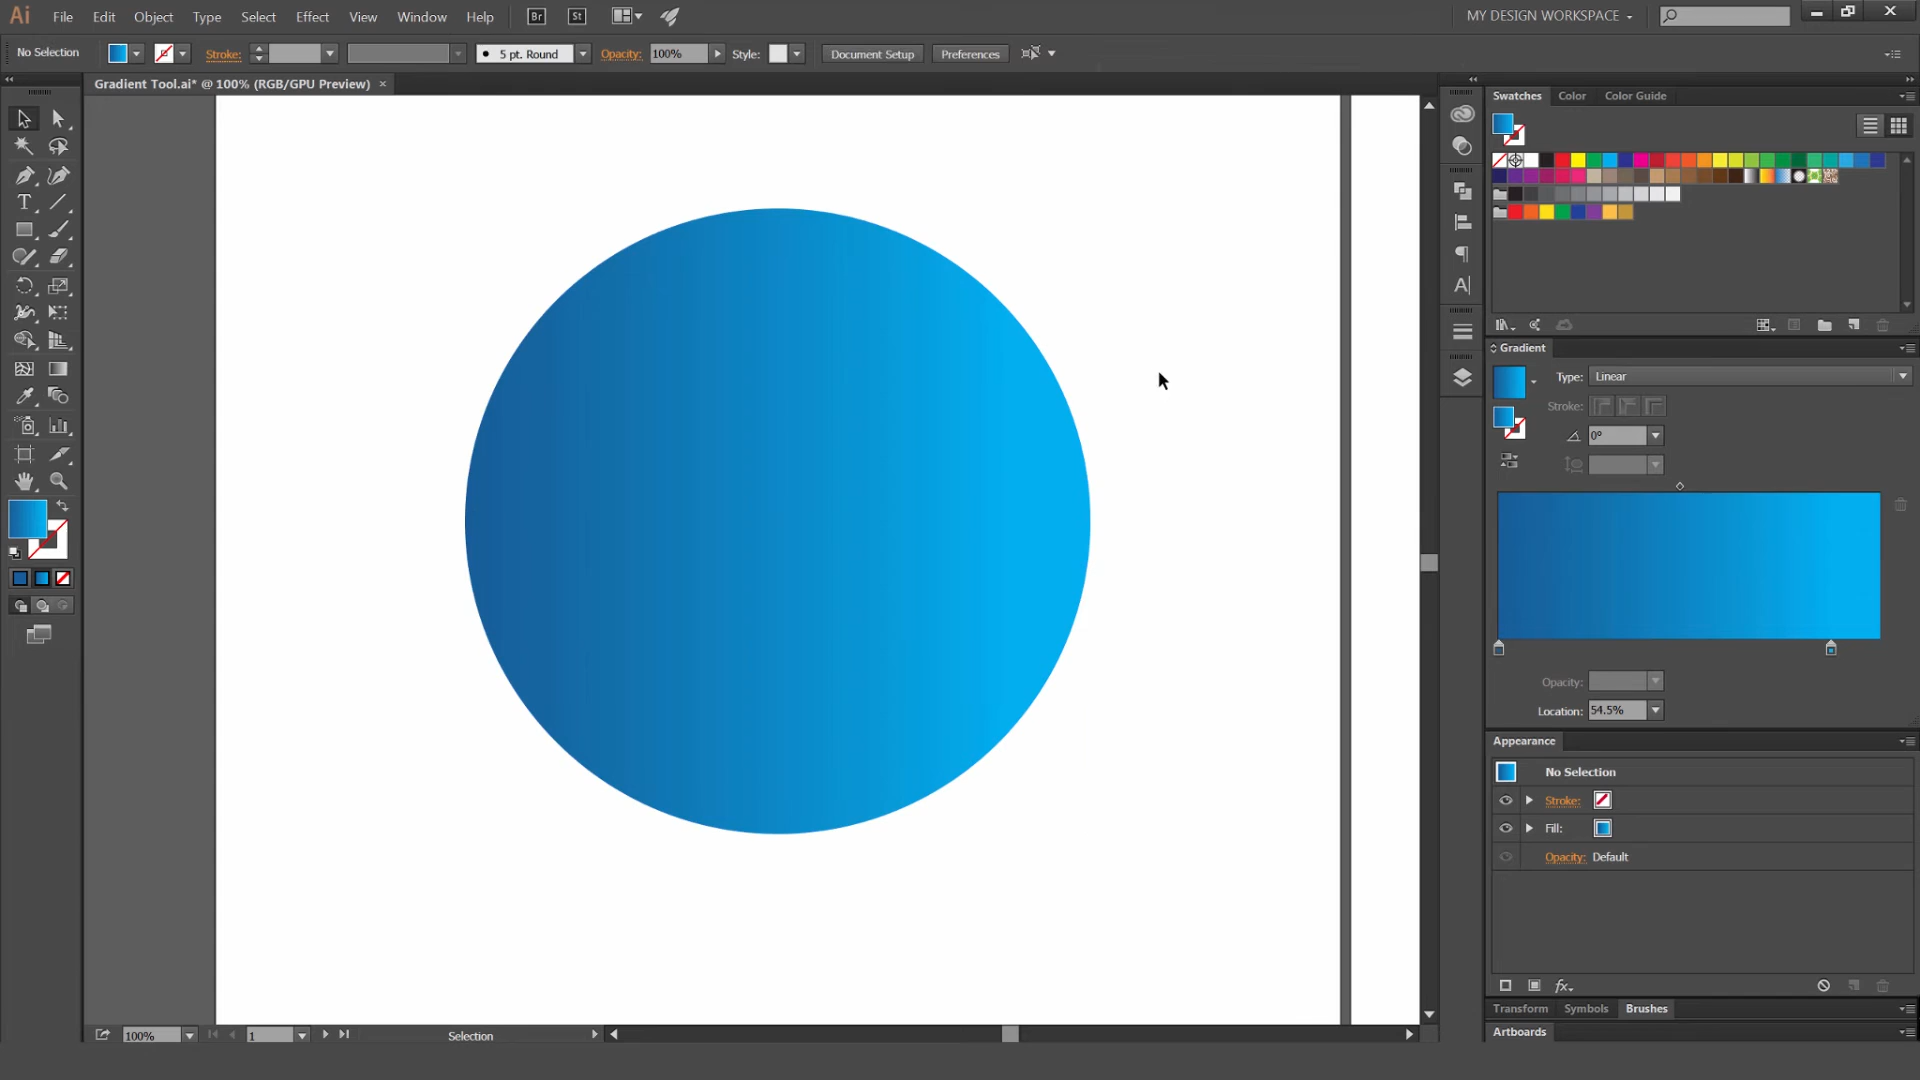 Ai File Edit Object Type Select Effect View Window Help Br St MY DESIGN WORKSPACE
No Selection Stroke: 5 pt. Round Opacity: 100% Style: Document Setup Preferences
Gradient Tool.ai* @ 100% (RGB/GPU Preview) ×
Swatches Color Color Guide
Gradient
Type: Linear
Stroke:
0°
Opacity:
Location: 54.5%
Appearance
No Selection
Stroke:
Fill:
Opacity: Default
fx
Transform Symbols Brushes
Artboards
100% 1 Selection